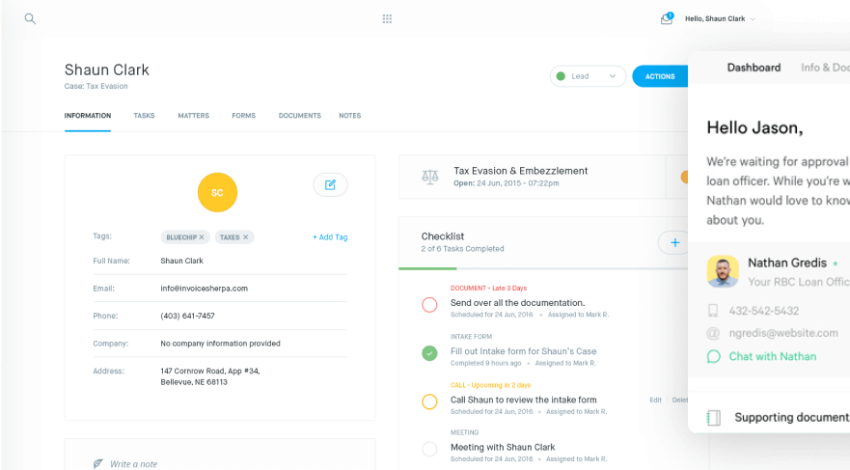 Hello, Shaun Clark
Shaun Clark
Case: Tax Evasion
Lead
ACTIONS
INFORMATION
TASKS
MATTERS
FORMS
DOCUMENTS
NOTES
SC
Tags:
BLUECHIP ×
TAXES ×
+ Add Tag
Full Name:
Shaun Clark
Email:
info@invoicesherpa.com
Phone:
(403) 641-7457
Company:
No company information provided
Address:
147 Cornrow Road, App #34,
Bellevue, NE 68113
Write a note
Tax Evasion & Embezzlement
Open: 24 Jun, 2015 - 07:22pm
Checklist
2 of 6 Tasks Completed
DOCUMENT - Late 3 Days
Send over all the documentation.
Scheduled for 24 Jun, 2016 • Assigned to Mark R.
INTAKE FORM
Fill out Intake form for Shaun's Case
Completed 9 hours ago • Assigned to Mark R.
CALL - Upcoming in 2 days
Call Shaun to review the intake form
Edit
Scheduled for 24 Jun, 2016 • Assigned to Mark R.
MEETING
Meeting with Shaun Clark
Scheduled for 24 Jun, 2016 • Assigned to Mark R.
Dashboard
Info &
Hello Jason,
We're waiting for approval
loan officer. While you're
Nathan would love to
about you.
Nathan Gredis
Your RBC Loan
432-542-5432
ngredis@website.com
Chat with Nathan
Supporting